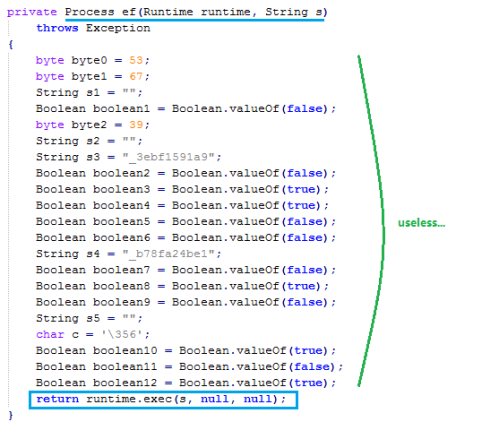 private Process ef(Runtime runtime, String s)
throws Exception
{
byte byte0 = 53;
byte byte1 = 67;
String s1 = "";
Boolean boolean1 = Boolean.valueOf(false);
byte byte2 = 39;
String s2 = "";
String s3 = "_3ebf1591a9";
Boolean boolean2 = Boolean.valueOf(false);
Boolean boolean3 = Boolean.valueOf(true);
Boolean boolean4 = Boolean.valueOf(true);
Boolean boolean5 = Boolean.valueOf(false);
Boolean boolean6 = Boolean.valueOf(false);
useless...
String s4 = "_b78fa24be1";
Boolean boolean7 = Boolean.valueOf(false);
Boolean boolean8 = Boolean.valueOf(true);
Boolean boolean9 = Boolean.valueOf(false);
String s5 = "";
char c = '\356';
Boolean boolean10 = Boolean.valueOf(true);
Boolean boolean11 = Boolean.valueOf(false);
Boolean boolean12 = Boolean.valueOf(true);
return runtime.exec(s, null, null);
}